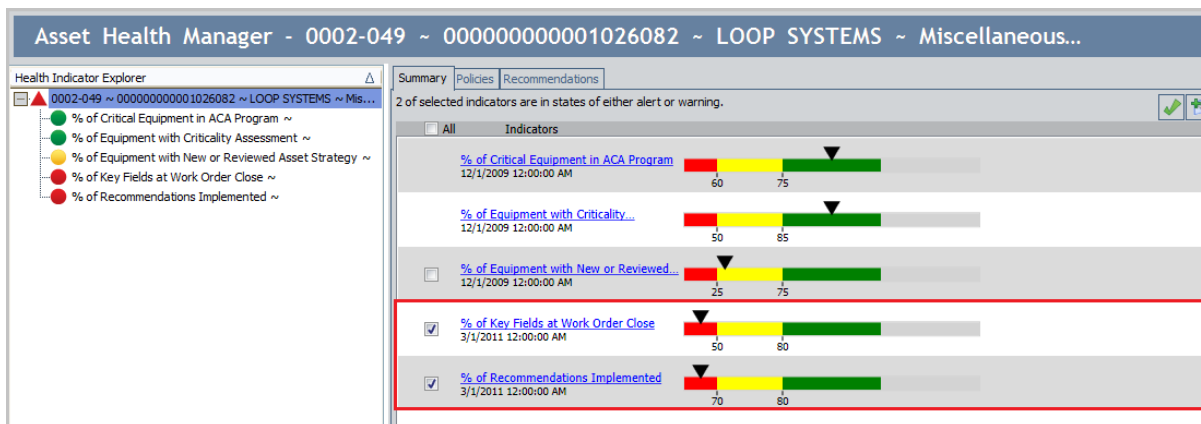 Asset Health Manager - 0002-049 ~ 000000000001026082 ~ LOOP SYSTEMS ~ Miscellaneous...
Health Indicator Explorer
0002-049 ~ 000000000001026082 ~ LOOP SYSTEMS ~ Mis...
% of Critical Equipment in ACA Program ~
% of Equipment with Criticality Assessment ~
% of Equipment with New or Reviewed Asset Strategy ~
% of Key Fields at Work Order Close ~
% of Recommendations Implemented ~
Summary Policies Recommendations
2 of selected indicators are in states of either alert or warning.
All Indicators
% of Critical Equipment in ACA Program
12/1/2009 12:00:00 AM
60 75
% of Equipment with Criticality...
12/1/2009 12:00:00 AM
50 85
% of Equipment with New or Reviewed...
12/1/2009 12:00:00 AM
25 75
% of Key Fields at Work Order Close
3/1/2011 12:00:00 AM
50 80
% of Recommendations Implemented
3/1/2011 12:00:00 AM
70 80